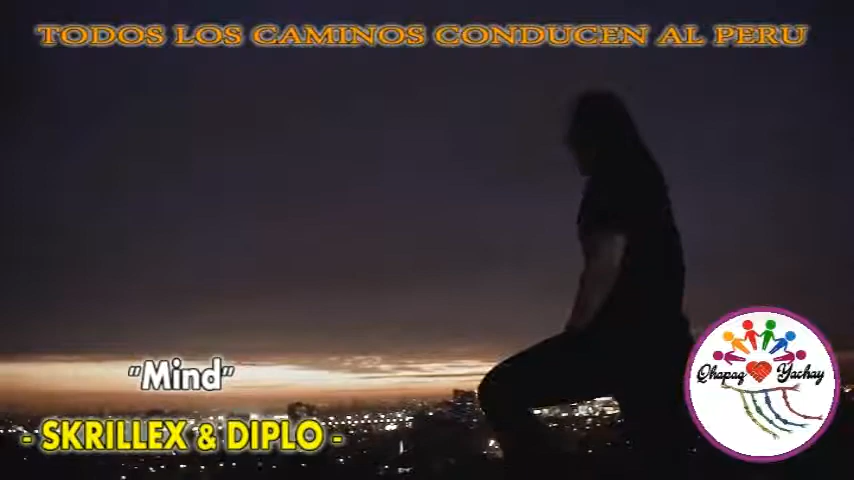 TODOS LOS CAMINOS CONDUCEN AL PERU
"Mind"
Qhapaq Yachay
- SKRILLEX & DIPLO -